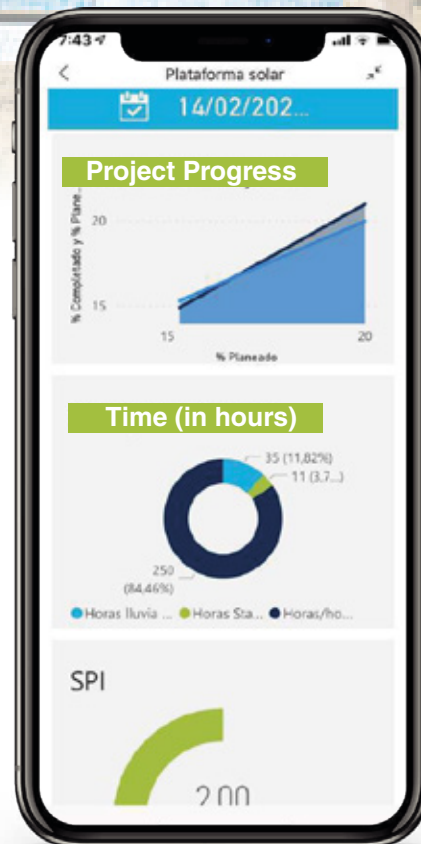 7:43
Plataforma solar
14/02/202...
Project Progress
% Completado y % Plane...
20
15
15
20
% Planeado
Time (in hours)
35 (11,82%)
11 (3,7...)
250
(84,46%)
Horas lluvia ... Horas Sta... Horas/ho...
SPI
2.00